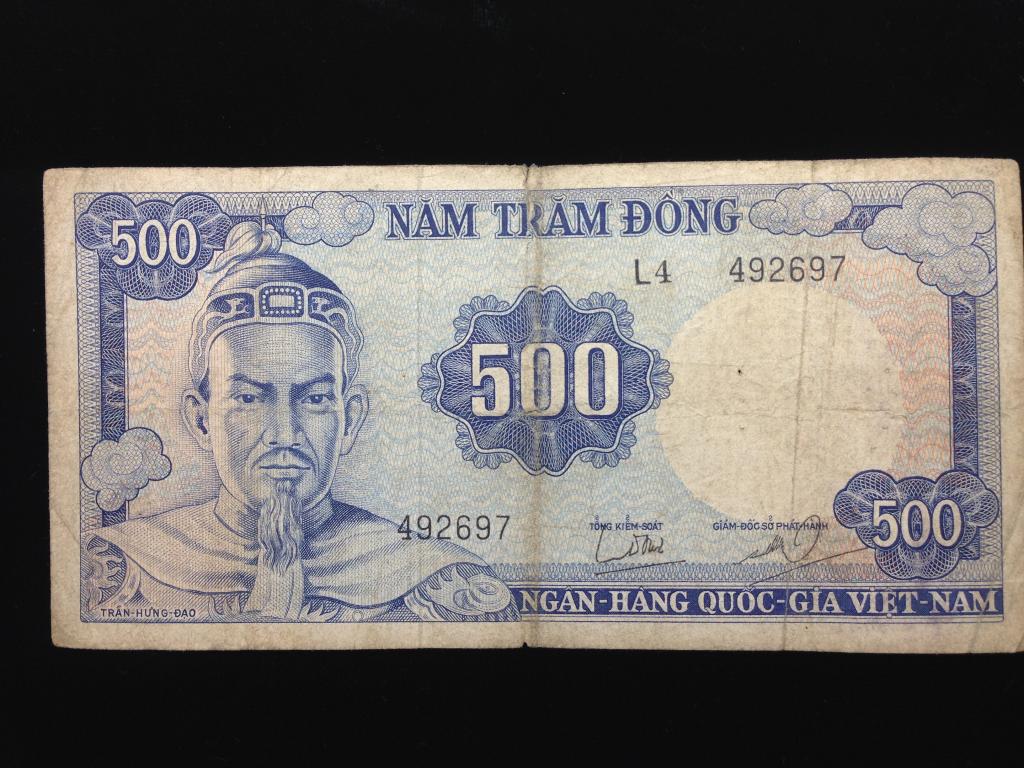 500
NĂM TRĂM ĐỒNG
L4 492697
500
492697
TỔNG KIỂM-SOÁT
GIÁM-ĐỐC SỞ PHÁT-HÀNH
500
TRẦN-HƯNG-ĐẠO
NGÂN-HÀNG QUỐC-GIA VIỆT-NAM